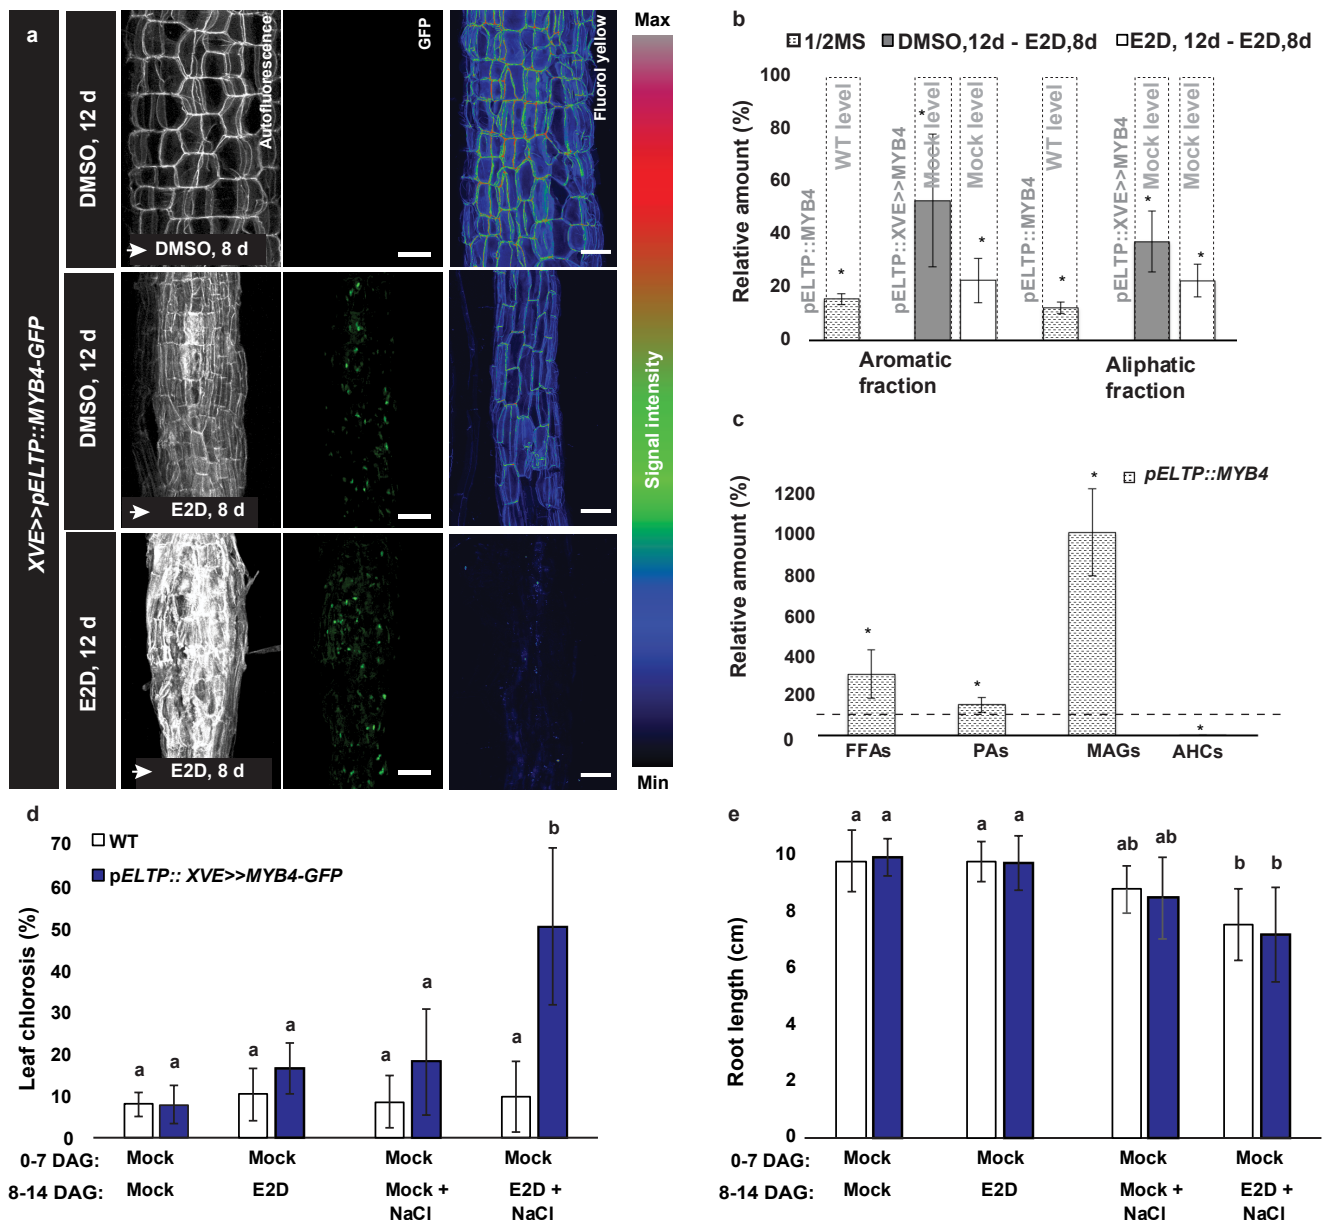 a
XVE>>pELTP::MYB4-GFP
DMSO, 12 d
DMSO, 12 d
E2D, 12 d
Autofluorescence
GFP
Fluorol yellow
DMSO, 8 d
E2D, 8 d
E2D, 8 d
Max
Signal intensity
Min
b
1/2MS DMSO,12d - E2D,8d E2D, 12d - E2D,8d
Relative amount (%)
100
80
60
40
20
0
pELTP::MYB4
WT level
pELTP::XVE>>MYB4
Mock level
Mock level
pELTP::MYB4
WT level
pELTP::XVE>>MYB4
Mock level
Mock level
* * * * * *
Aromatic
fraction
Aliphatic
fraction
c
pELTP::MYB4
Relative amount (%)
1200
1000
800
600
400
200
0
* * * *
FFAs PAs MAGs AHCs
d
WT
pELTP:: XVE>>MYB4-GFP
Leaf chlorosis (%)
70
60
50
40
30
20
10
0
a a a a a a a b
0-7 DAG: Mock Mock Mock Mock
8-14 DAG: Mock E2D Mock + E2D +
NaCl NaCl
e
Root length (cm)
10
8
6
4
2
0
a a a a ab ab b b
0-7 DAG: Mock Mock Mock Mock
8-14 DAG: Mock E2D Mock + E2D +
NaCl NaCl